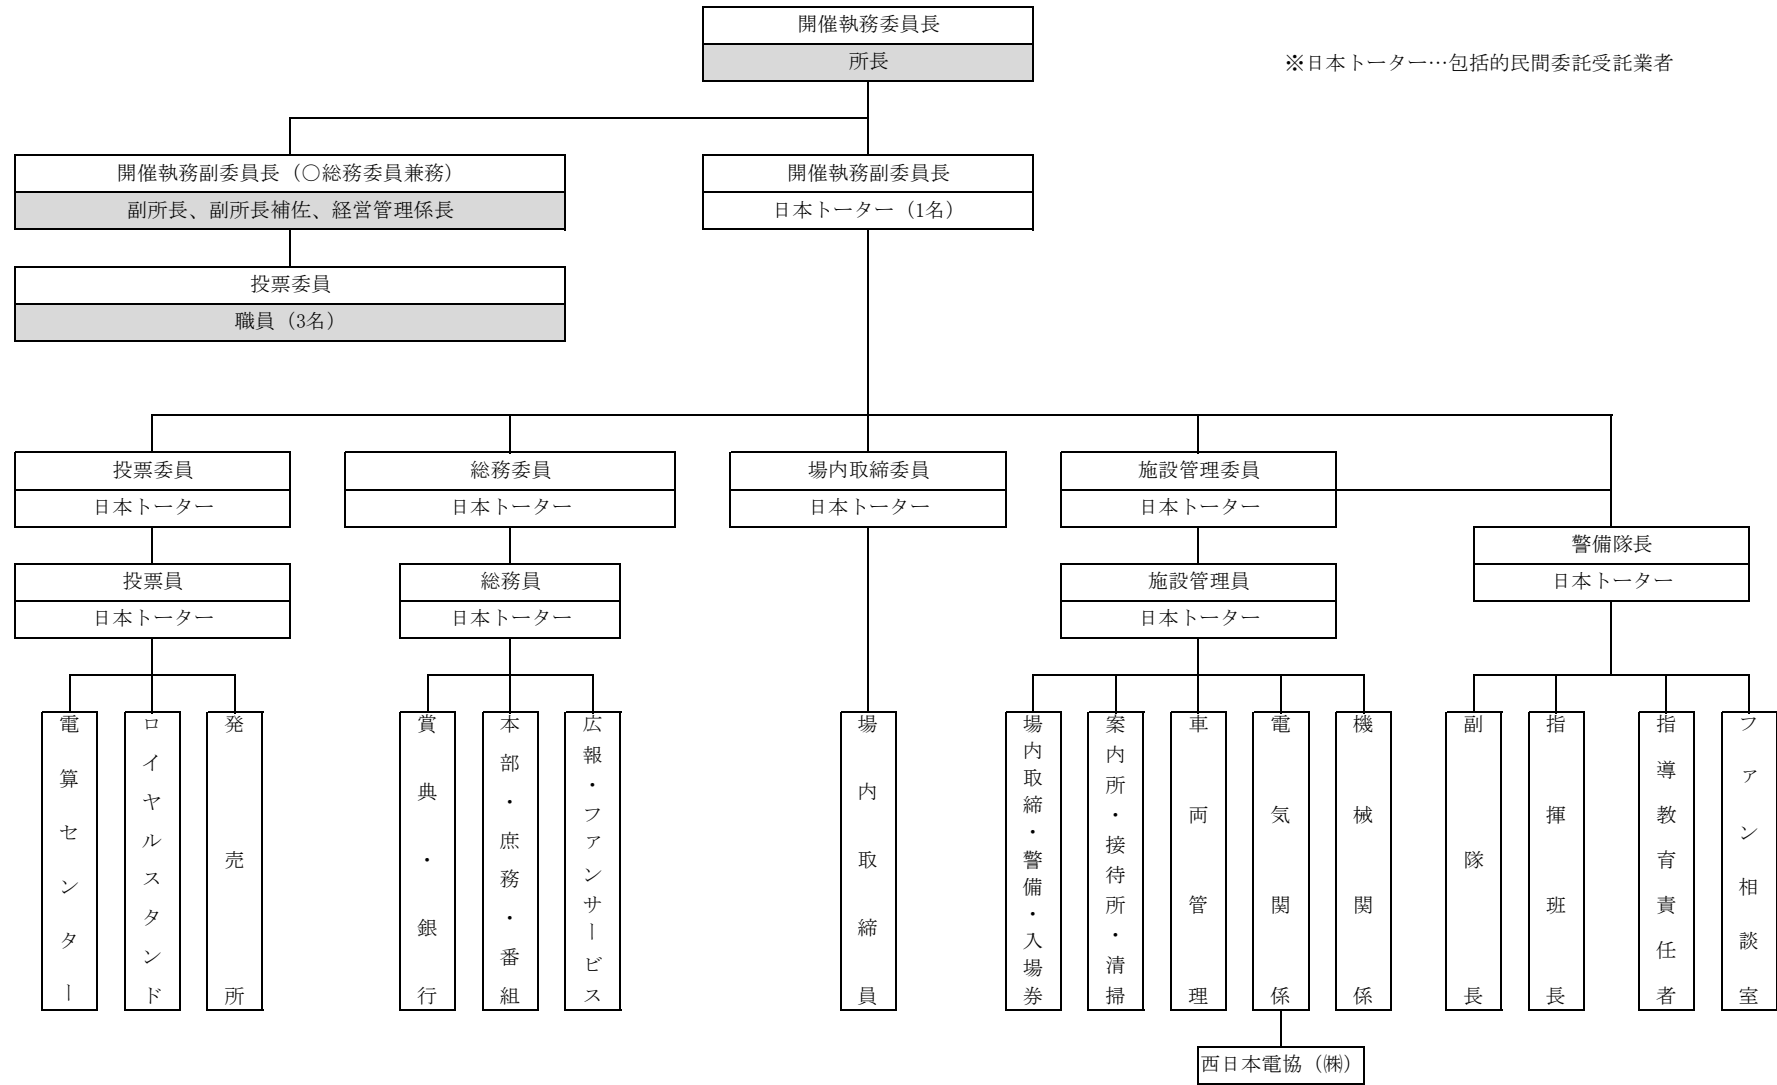 開催執務委員長
所長
※日本トーター…包括的民間委託受託業者
開催執務副委員長（○総務委員兼務）
副所長、副所長補佐、経営管理係長
開催執務副委員長
日本トーター（1名）
投票委員
職員（3名）
投票委員
日本トーター
総務委員
日本トーター
場内取締委員
日本トーター
施設管理委員
日本トーター
警備隊長
日本トーター
投票員
日本トーター
総務員
日本トーター
施設管理員
日本トーター
電算センター
ロイヤルスタンド
発売所
賞典・銀行
本部・庶務・番組
広報・ファンサービス
場内取締員
場内取締・警備・入場券
案内所・接待所・清掃
車両管理
電気関係
機械関係
副隊長
指揮班長
指導教育責任者
ファン相談室
西日本電協（㈱）